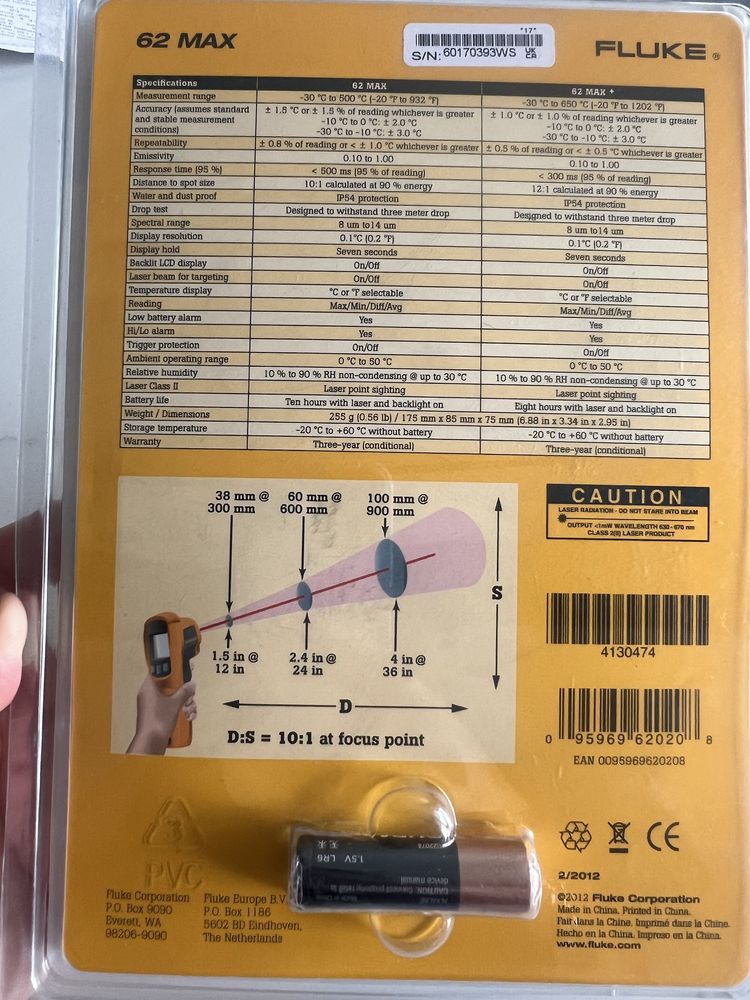 62 MAX
"17"
S/N: 60170393WS UK CA
FLUKE®
Specifications 62 MAX 62 MAX +
Measurement range -30 °C to 500 °C (-20 °F to 932 °F) -30 °C to 650 °C (-20 °F to 1202 °F)
Accuracy (assumes standard and stable measurement conditions) ± 1.5 °C or ± 1.5 % of reading whichever is greater ± 1.0 °C or ± 1.0 % of reading whichever is greater
-10 °C to 0 °C: ± 2.0 °C -10 °C to 0 °C: ± 2.0 °C
-30 °C to -10 °C: ± 3.0 °C -30 °C to -10 °C: ± 3.0 °C
Repeatability ± 0.8 % of reading or < ± 1.0 °C whichever is greater ± 0.5 % of reading or < ± 0.5 °C whichever is greater
Emissivity 0.10 to 1.00 0.10 to 1.00
Response time (95 %) < 500 ms (95 % of reading) < 300 ms (95 % of reading)
Distance to spot size 10:1 calculated at 90 % energy 12:1 calculated at 90 % energy
Water and dust proof IP54 protection IP54 protection
Drop test Designed to withstand three meter drop Designed to withstand three meter drop
Spectral range 8 um to14 um 8 um to14 um
Display resolution 0.1°C (0.2 °F) 0.1°C (0.2 °F)
Display hold Seven seconds Seven seconds
Backlit LCD display On/Off On/Off
Laser beam for targeting On/Off On/Off
Temperature display °C or °F selectable °C or °F selectable
Reading Max/Min/Diff/Avg Max/Min/Diff/Avg
Low battery alarm Yes Yes
Hi/Lo alarm Yes Yes
Trigger protection On/Off On/Off
Ambient operating range 0 °C to 50 °C 0 °C to 50 °C
Relative humidity 10 % to 90 % RH non-condensing @ up to 30 °C 10 % to 90 % RH non-condensing @ up to 30 °C
Laser Class II Laser point sighting Laser point sighting
Battery life Ten hours with laser and backlight on Eight hours with laser and backlight on
Weight / Dimensions 255 g (0.56 lb) / 175 mm x 85 mm x 75 mm (6.88 in x 3.34 in x 2.95 in)
Storage temperature -20 °C to +60 °C without battery -20 °C to +60 °C without battery
Warranty Three-year (conditional) Three-year (conditional)
38 mm @ 60 mm @ 100 mm @
300 mm 600 mm 900 mm
S
1.5 in @ 2.4 in @ 4 in @
12 in 24 in 36 in
D
D:S = 10:1 at focus point
CAUTION
LASER RADIATION - DO NOT STARE INTO BEAM
OUTPUT <1mW WAVELENGTH 630 - 670 nm
CLASS 2(II) LASER PRODUCT
4130474
0 95969 62020 8
EAN 0095969620208
CE
3
PVC
1.5V LR6
Fluke Corporation
P.O. Box 9090
Everett, WA
98206-9090
Fluke Europe B.V.
P.O. Box 1186
5602 BD Eindhoven,
The Netherlands
2/2012
©2012 Fluke Corporation
Made in China. Printed in China.
Fait dans la Chine. Imprimé dans la Chine.
Hecho en la China. Impreso en la China.
www.fluke.com